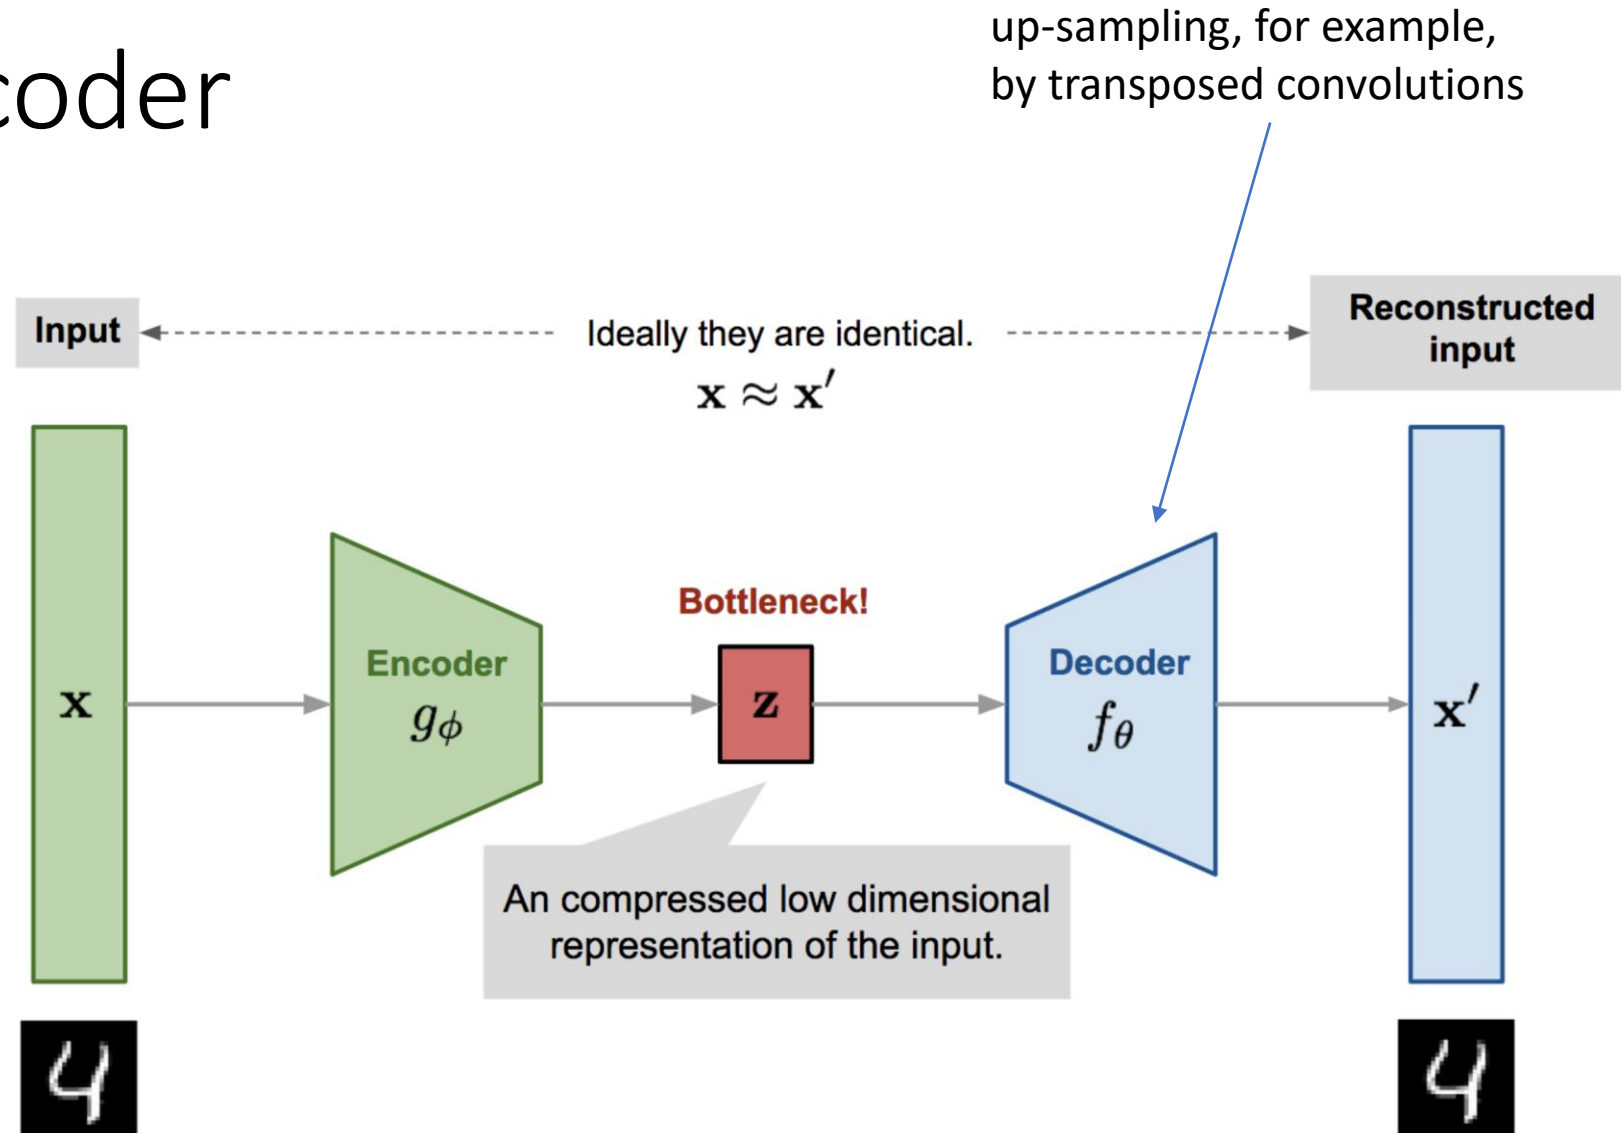 coder
up-sampling, for example,
by transposed convolutions
Input
Ideally they are identical.
x ≈ x′
Reconstructed
input
Bottleneck!
x
Encoder
gϕ
z
Decoder
fθ
x′
An compressed low dimensional
representation of the input.
4
4